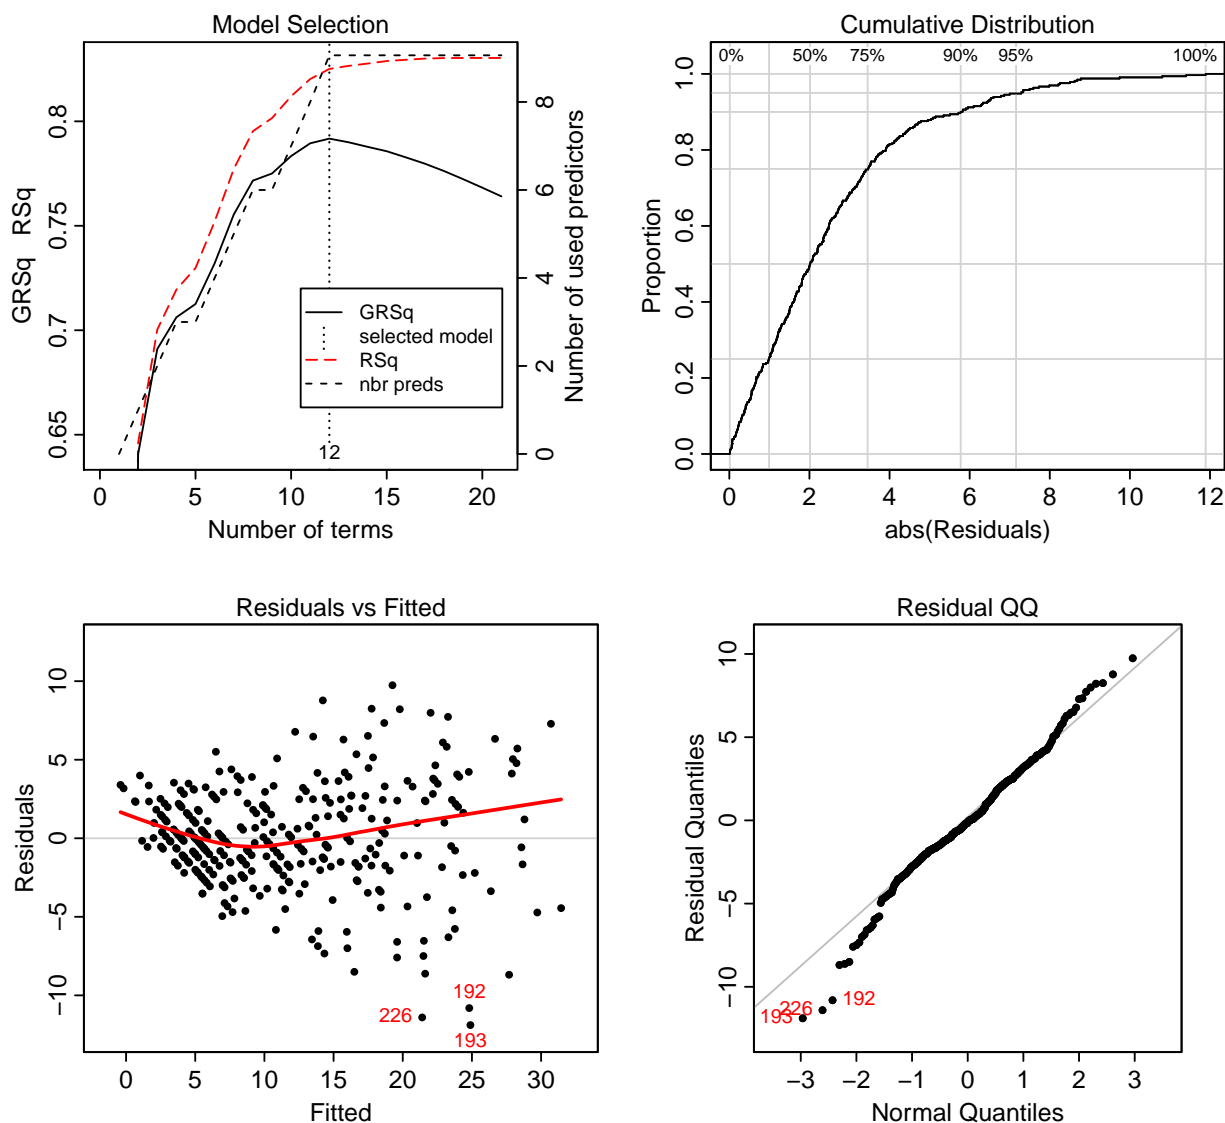 Model Selection
GRSq RSq
0.65 0.7 0.75 0.8
0 2 4 6 8
Number of used predictors
GRSq
selected model
RSq
nbr preds
12
0 5 10 15 20
Number of terms
Cumulative Distribution
0% 50% 75% 90% 95% 100%
Proportion
0.0 0.2 0.4 0.6 0.8 1.0
0 2 4 6 8 10 12
abs(Residuals)
Residuals vs Fitted
Residuals
−10 −5 0 5 10
192
226
193
0 5 10 15 20 25 30
Fitted
Residual QQ
Residual Quantiles
−10 −5 0 5 10
192
226
193
−3 −2 −1 0 1 2 3
Normal Quantiles